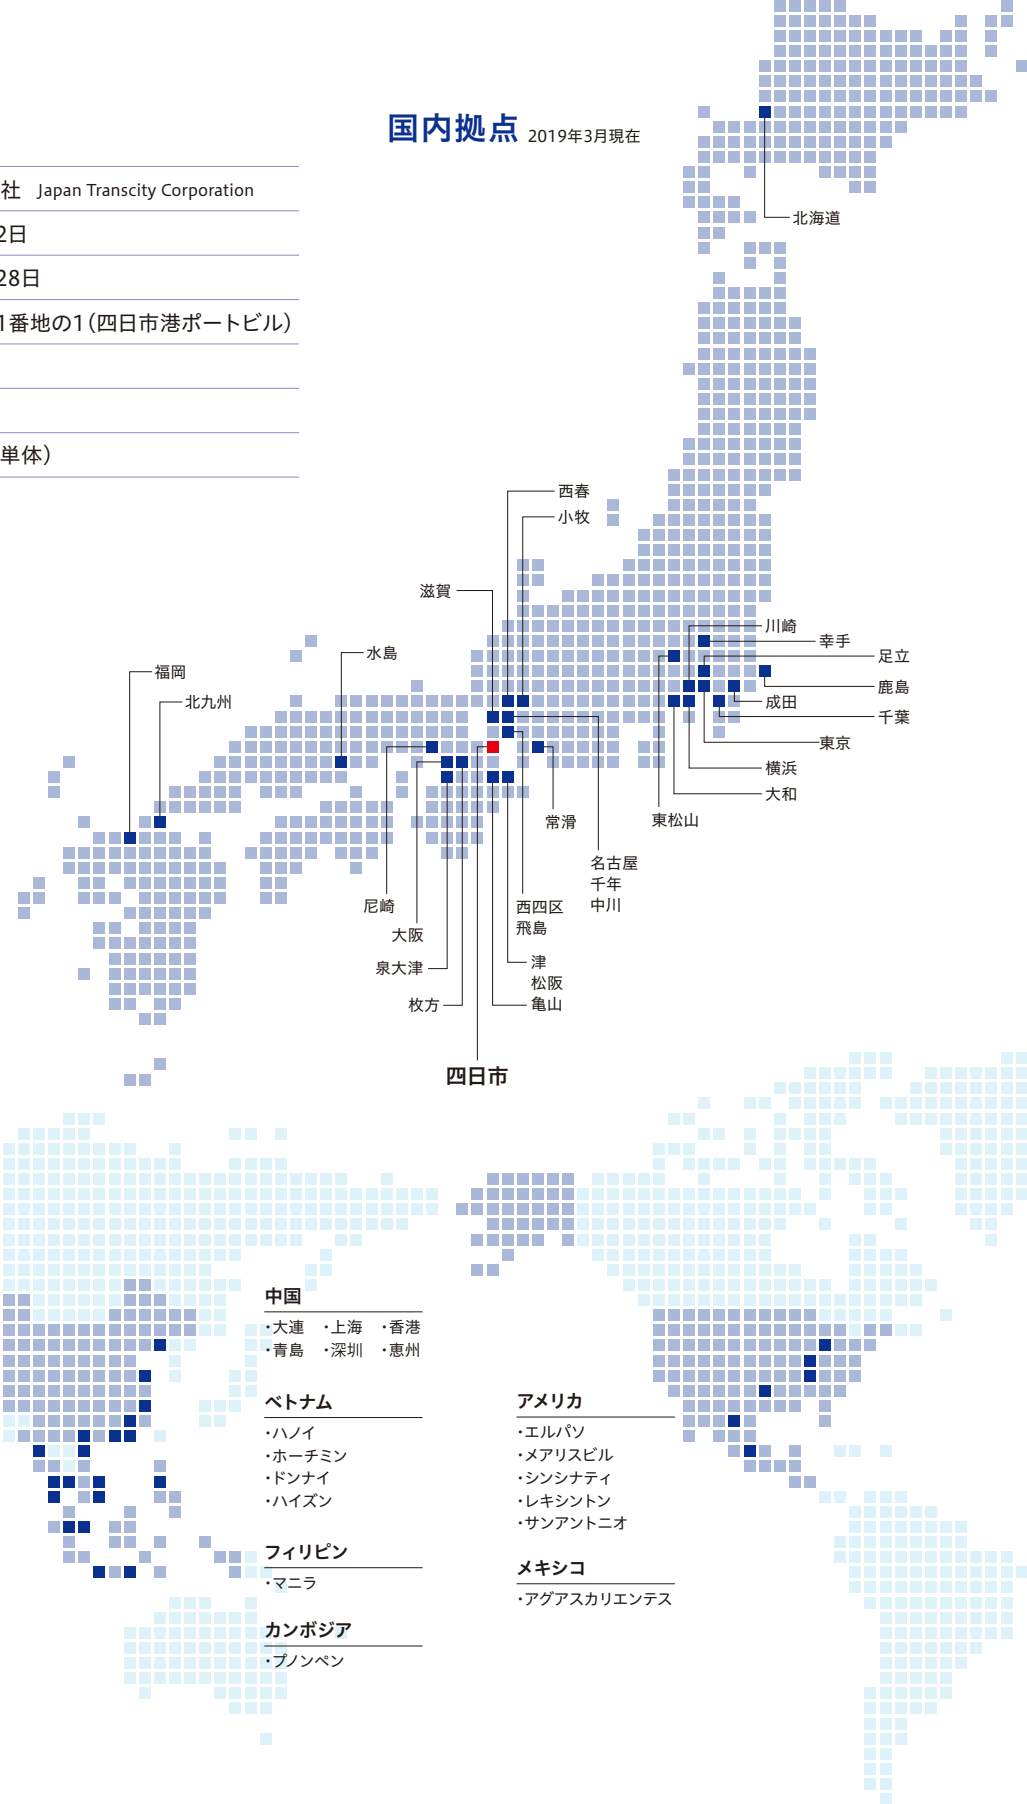 国内拠点 2019年3月現在
社 Japan Transcity Corporation
2日
28日
1番地の1(四日市港ポートビル)
単体)
北海道
西春
小牧
滋賀
水島
福岡
北九州
川崎
幸手
足立
鹿島
成田
千葉
東京
横浜
大和
東松山
常滑
名古屋
千年
中川
尼崎
大阪
西四区
飛島
泉大津
津
松阪
亀山
枚方
四日市
中国
・大連 ・上海 ・香港
・青島 ・深圳 ・恵州
ベトナム
・ハノイ
・ホーチミン
・ドンナイ
・ハイズン
フィリピン
・マニラ
カンボジア
・プノンペン
アメリカ
・エルパソ
・メアリスビル
・シンシナティ
・レキシントン
・サンアントニオ
メキシコ
・アグアスカリエンテス